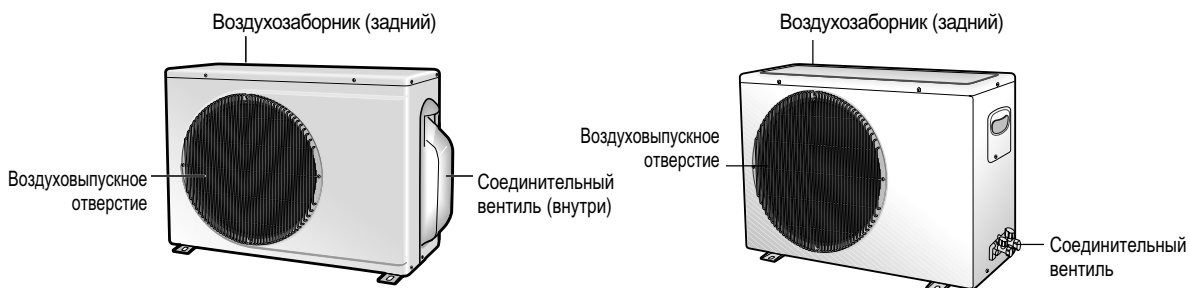 Воздухозаборник (задний)
Воздуховыпускное
отверстие
Соединительный
вентиль (внутри)
Воздухозаборник (задний)
Воздуховыпускное
отверстие
Соединительный
вентиль